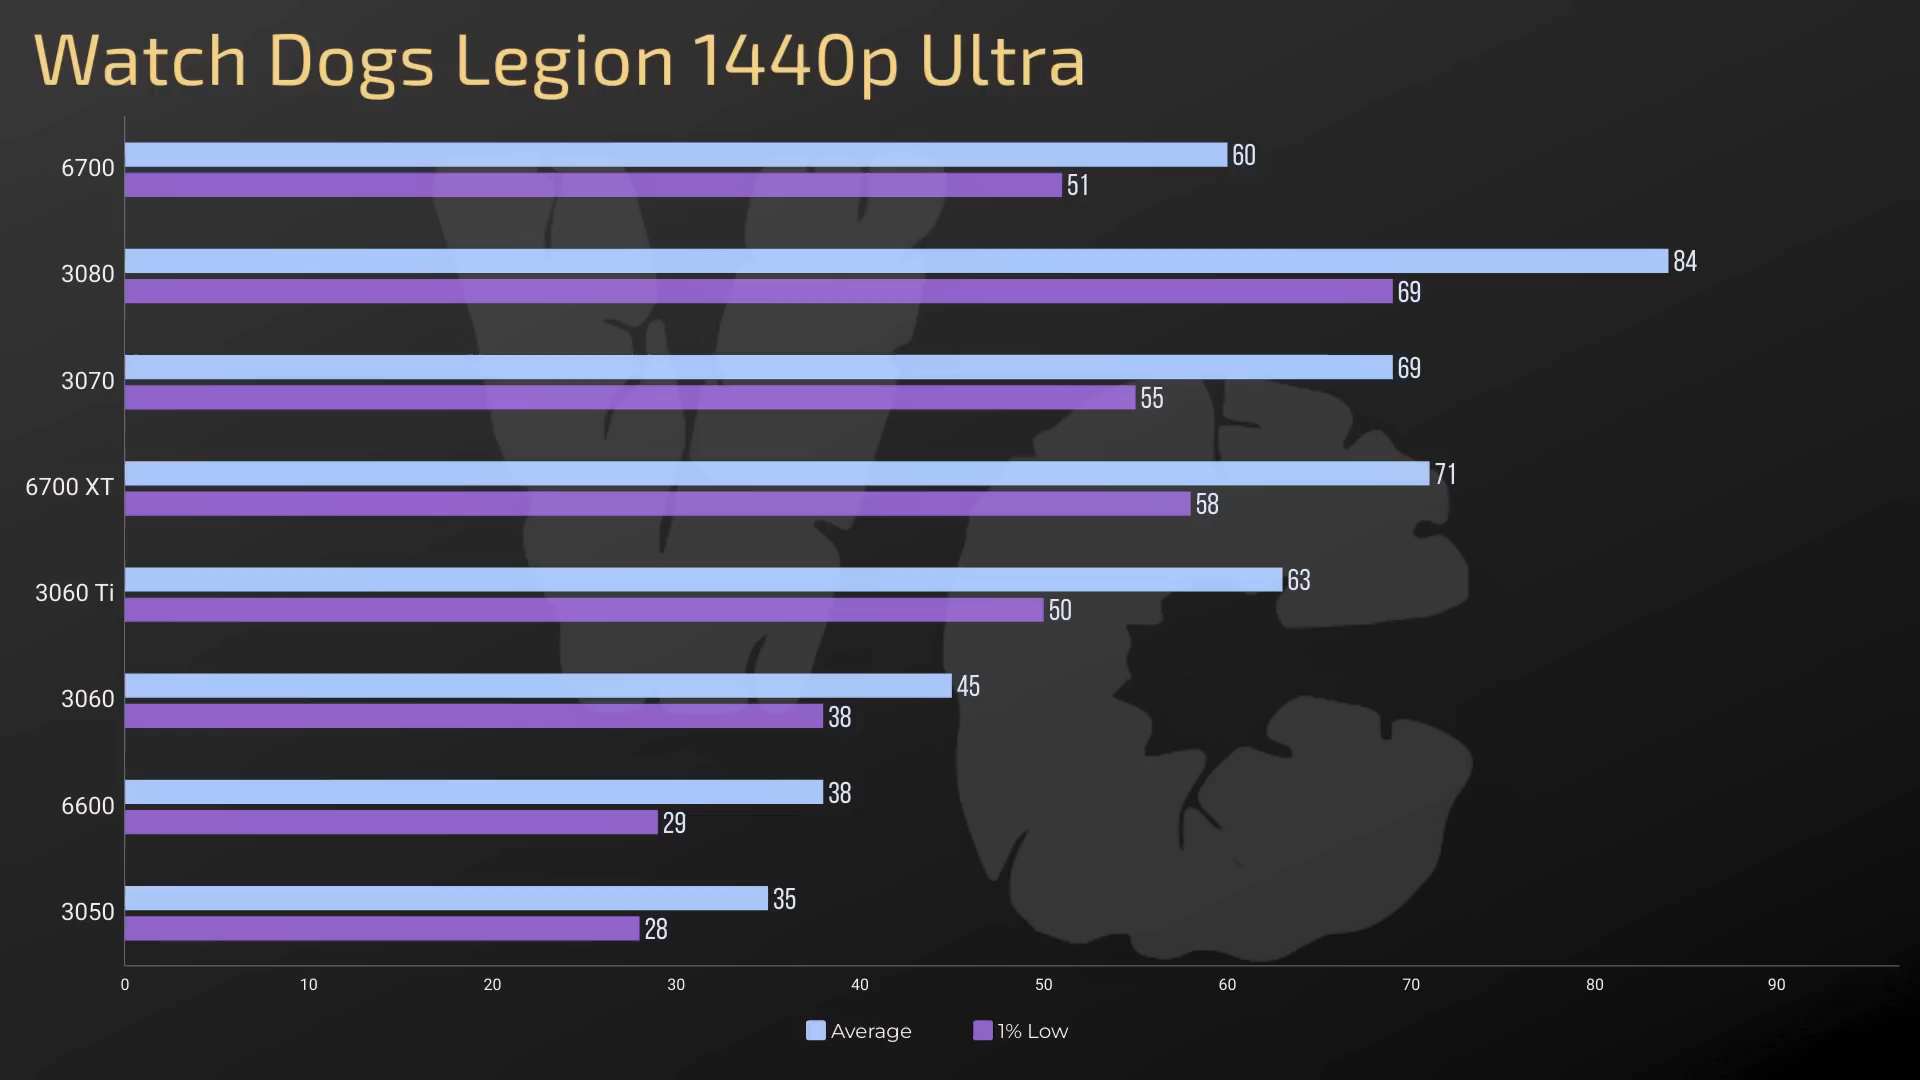 Watch Dogs Legion 1440p Ultra
6700 60
51
3080 84
69
3070 69
55
6700 XT 71
58
3060 Ti 63
50
3060 45
38
6600 38
29
3050 35
28
0 10 20 30 40 50 60 70 80 90
Average 1% Low